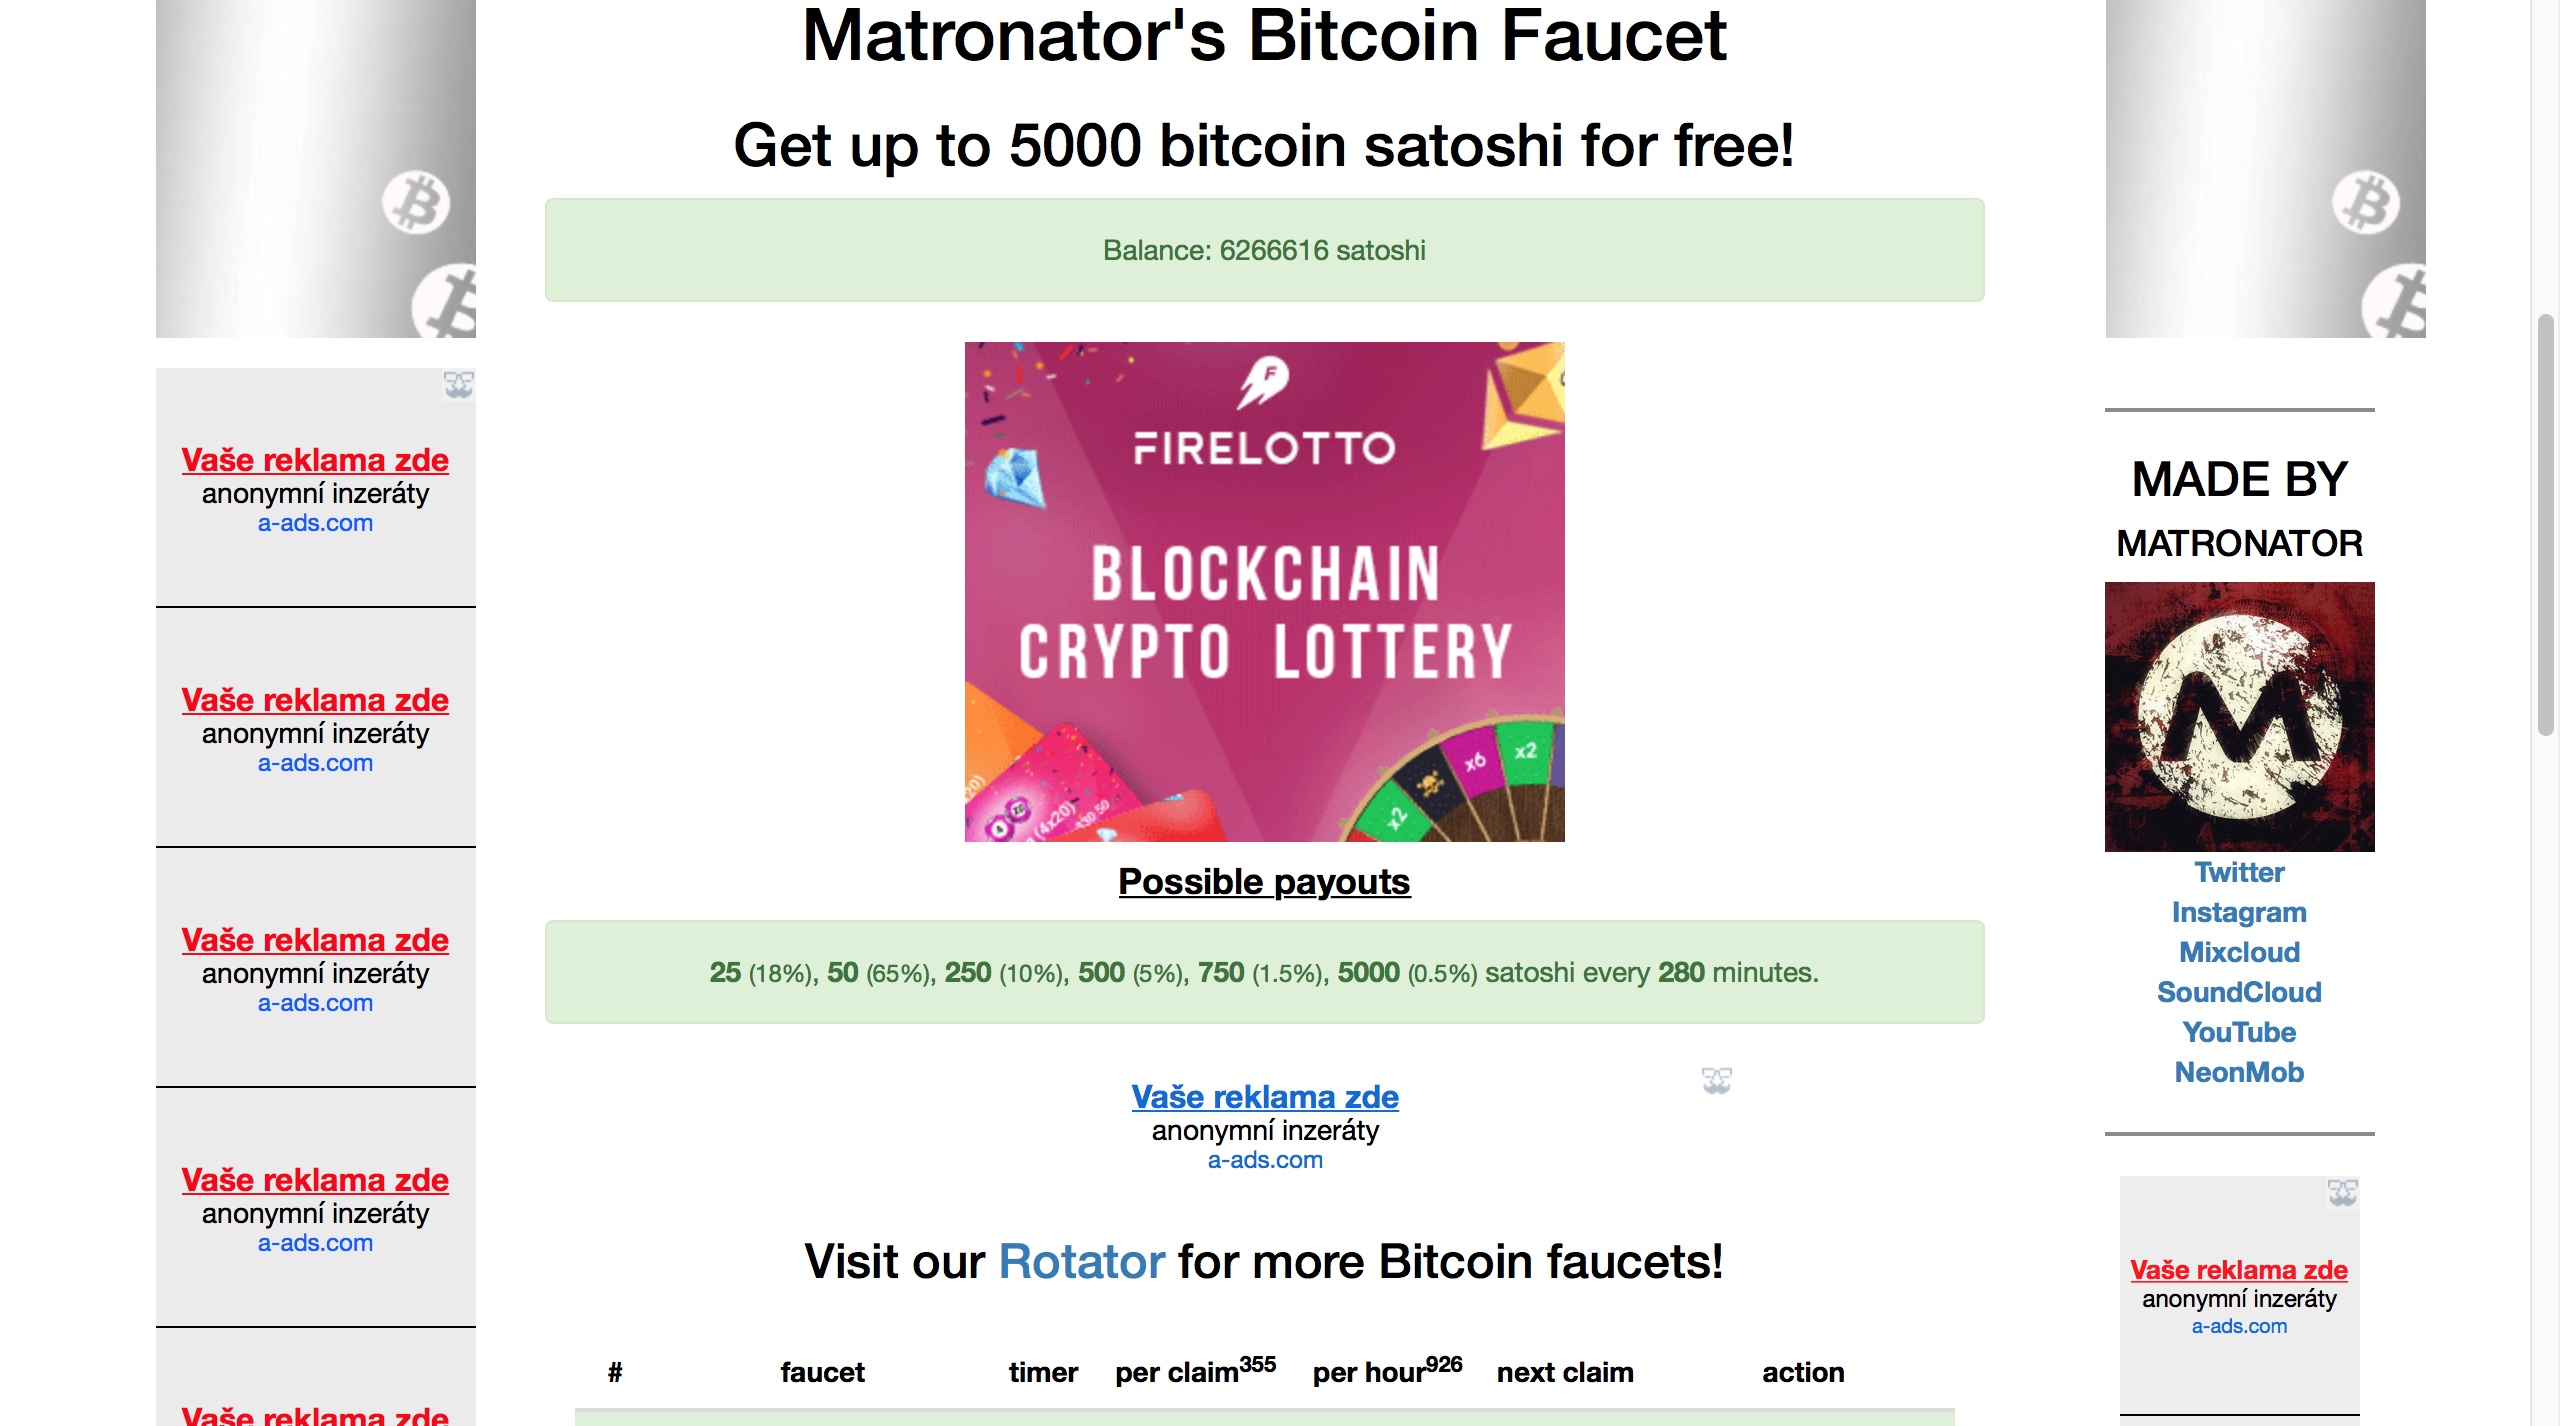 Matronator's Bitcoin Faucet
Get up to 5000 bitcoin satoshi for free!
Balance: 6266616 satoshi
FIRELOTTO
BLOCKCHAIN
CRYPTO LOTTERY
x2
x6
x2
(4x20)
Possible payouts
25 (18%), 50 (65%), 250 (10%), 500 (5%), 750 (1.5%), 5000 (0.5%) satoshi every 280 minutes.
Vaše reklama zde
anonymní inzeráty
a-ads.com
Visit our Rotator for more Bitcoin faucets!
# faucet timer per claim355 per hour926 next claim action
Vaše reklama zde
anonymní inzeráty
a-ads.com
Vaše reklama zde
anonymní inzeráty
a-ads.com
Vaše reklama zde
anonymní inzeráty
a-ads.com
Vaše reklama zde
anonymní inzeráty
a-ads.com
Vaše reklama zde
MADE BY
MATRONATOR
M
Twitter
Instagram
Mixcloud
SoundCloud
YouTube
NeonMob
Vaše reklama zde
anonymní inzeráty
a-ads.com